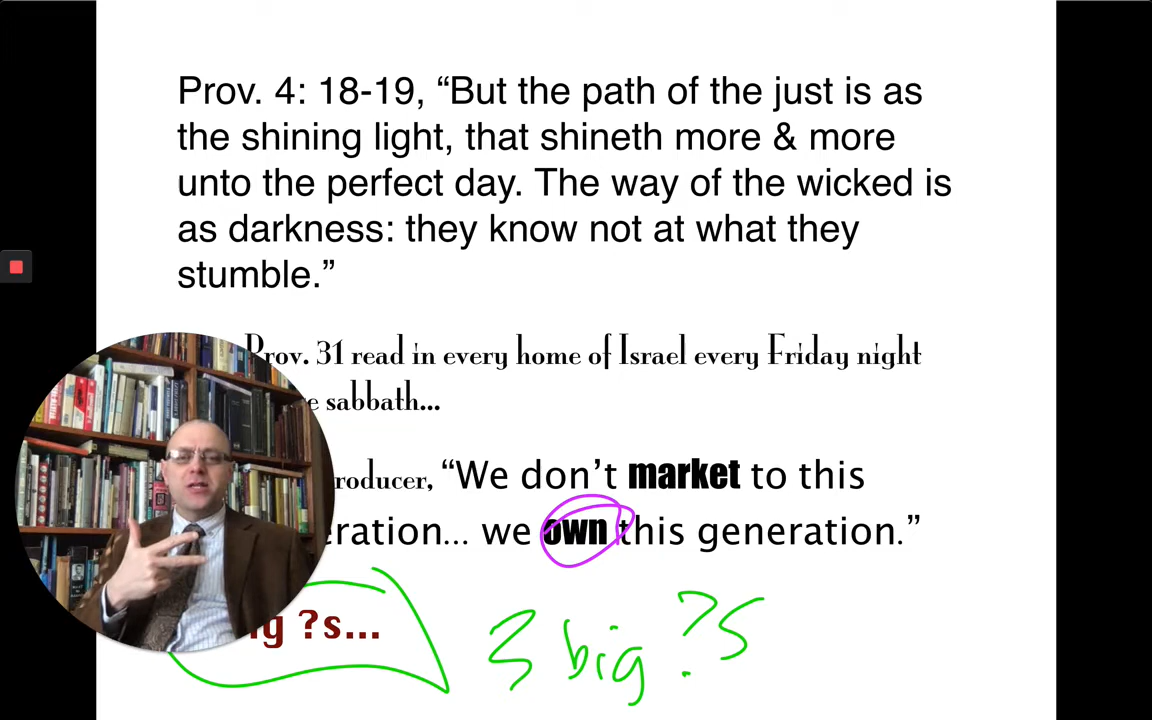 Prov. 4: 18-19, “But the path of the just is as
the shining light, that shineth more & more
unto the perfect day. The way of the wicked is
as darkness: they know not at what they
stumble.”
Prov. 31 read in every home of Israel every Friday night
sabbath...
“We don’t market to this
we own this generation.”
?s...
3 big ?s